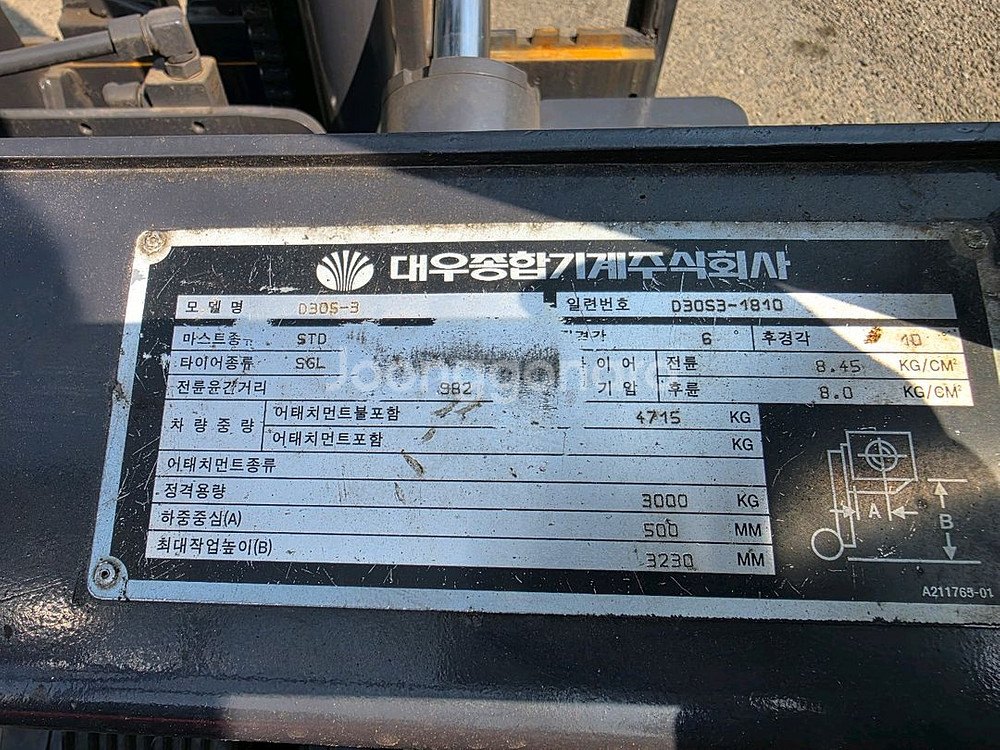 대우종합기계주식회사
모델명 D30S-3 일련번호 D30S3-1810
마스트종류 STD 전경각 6 ° 후경각 10
타이어종류 SGL 타이어 전륜 8.45 KG/CM²
전륜윤간거리 982 기압 후륜 8.0 KG/CM²
차량중량 어태치먼트불포함 4715 KG
어태치먼트포함 KG
어태치먼트종류
정격용량 3000 KG
하중중심(A) 500 MM
최대작업높이(B) 3230 MM
A
B
A211765-01